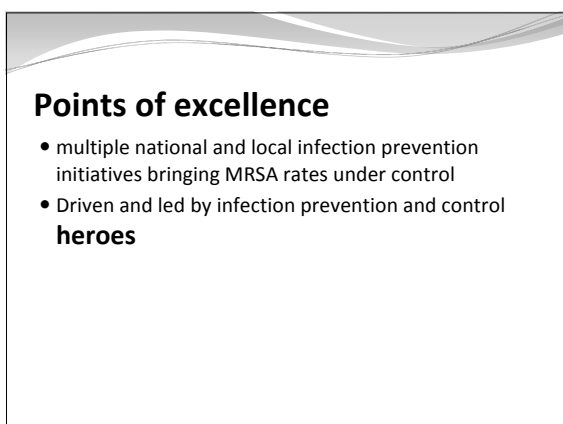 Points of excellence
• multiple national and local infection prevention
initiatives bringing MRSA rates under control
• Driven and led by infection prevention and control
heroes